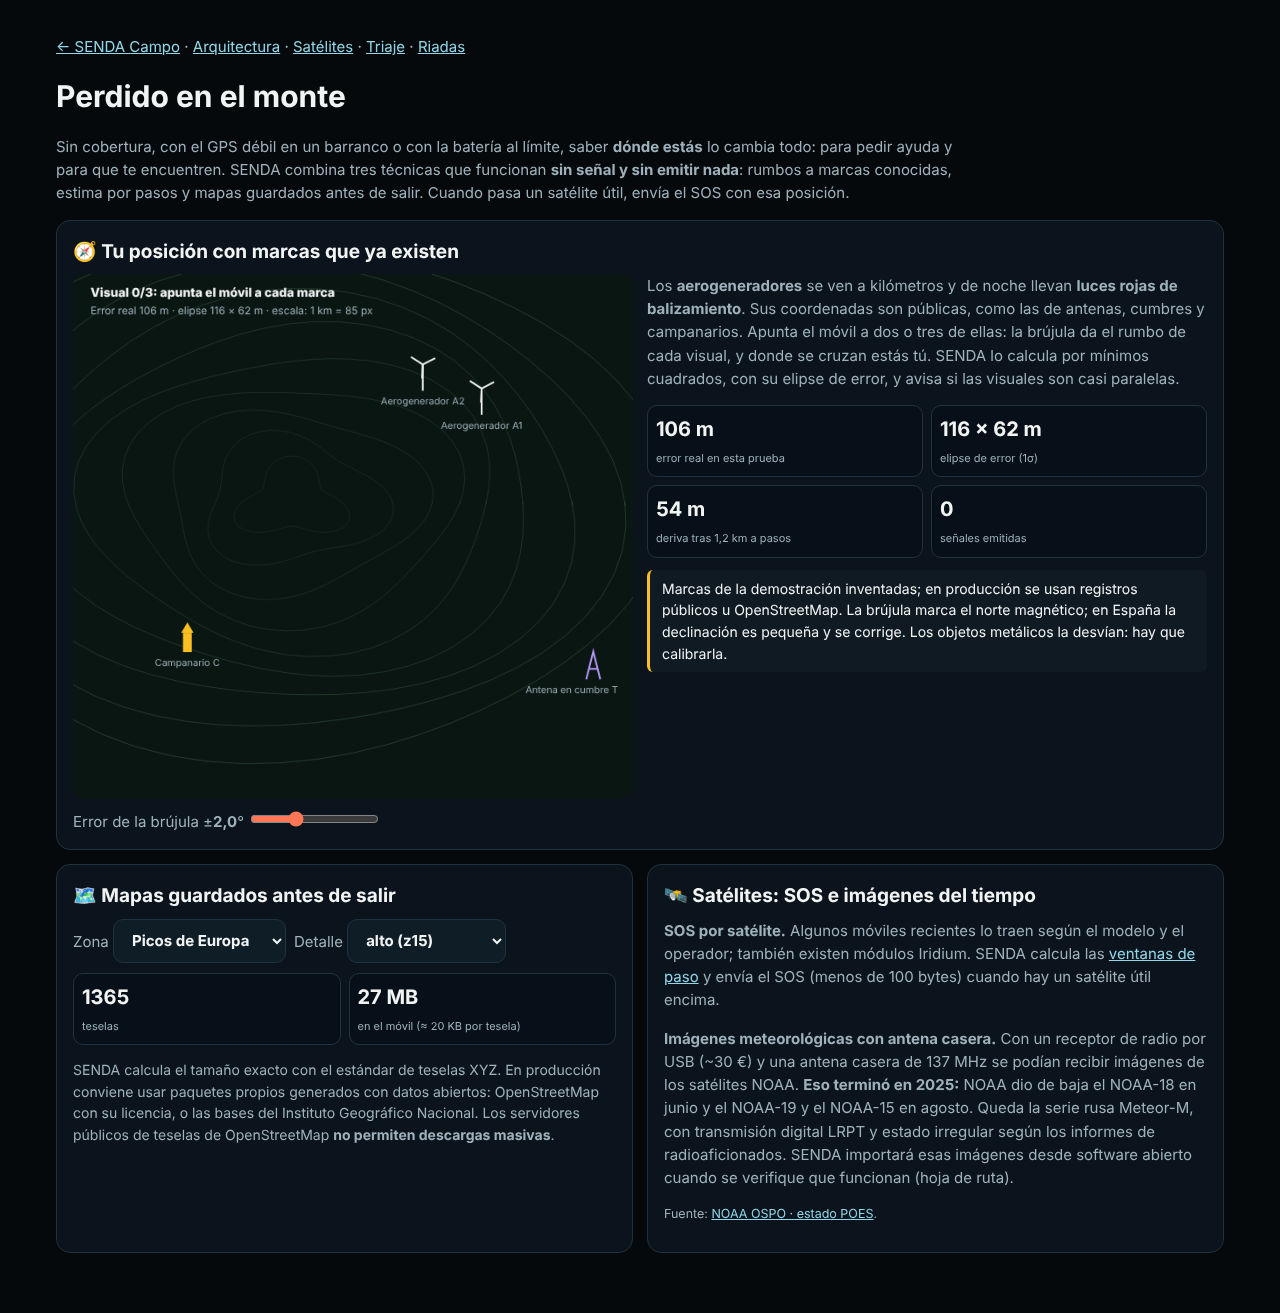 ← SENDA Campo · Arquitectura · Satélites · Triaje · Riadas
Perdido en el monte
Sin cobertura, con el GPS débil en un barranco o con la batería al límite, saber dónde estás lo cambia todo: para pedir ayuda y
para que te encuentren. SENDA combina tres técnicas que funcionan sin señal y sin emitir nada: rumbos a marcas conocidas,
estima por pasos y mapas guardados antes de salir. Cuando pasa un satélite útil, envía el SOS con esa posición.
🧭 Tu posición con marcas que ya existen
Visual 0/3: apunta el móvil a cada marca
Error real 106 m · elipse 116 × 62 m · escala: 1 km = 85 px
Aerogenerador A2
Aerogenerador A1
Campanario C
Antena en cumbre T
Error de la brújula ±2,0°
Los aerogeneradores se ven a kilómetros y de noche llevan luces rojas de
balizamiento. Sus coordenadas son públicas, como las de antenas, cumbres y
campanarios. Apunta el móvil a dos o tres de ellas: la brújula da el rumbo de
cada visual, y donde se cruzan estás tú. SENDA lo calcula por mínimos
cuadrados, con su elipse de error, y avisa si las visuales son casi paralelas.
106 m
error real en esta prueba
116 × 62 m
elipse de error (1σ)
54 m
deriva tras 1,2 km a pasos
0
señales emitidas
Marcas de la demostración inventadas; en producción se usan registros
públicos u OpenStreetMap. La brújula marca el norte magnético; en España la
declinación es pequeña y se corrige. Los objetos metálicos la desvían: hay que
calibrarla.
🗺️ Mapas guardados antes de salir
Zona Picos de Europa Detalle alto (z15)
1365
teselas
27 MB
en el móvil (≈ 20 KB por tesela)
SENDA calcula el tamaño exacto con el estándar de teselas XYZ. En producción
conviene usar paquetes propios generados con datos abiertos: OpenStreetMap
con su licencia, o las bases del Instituto Geográfico Nacional. Los servidores
públicos de teselas de OpenStreetMap no permiten descargas masivas.
🛰️ Satélites: SOS e imágenes del tiempo
SOS por satélite. Algunos móviles recientes lo traen según el modelo y el
operador; también existen módulos Iridium. SENDA calcula las ventanas de
paso y envía el SOS (menos de 100 bytes) cuando hay un satélite útil
encima.
Imágenes meteorológicas con antena casera. Con un receptor de radio por
USB (~30 €) y una antena casera de 137 MHz se podían recibir imágenes de
los satélites NOAA. Eso terminó en 2025: NOAA dio de baja el NOAA-18 en
junio y el NOAA-19 y el NOAA-15 en agosto. Queda la serie rusa Meteor-M,
con transmisión digital LRPT y estado irregular según los informes de
radioaficionados. SENDA importará esas imágenes desde software abierto
cuando se verifique que funcionan (hoja de ruta).
Fuente: NOAA OSPO · estado POES.